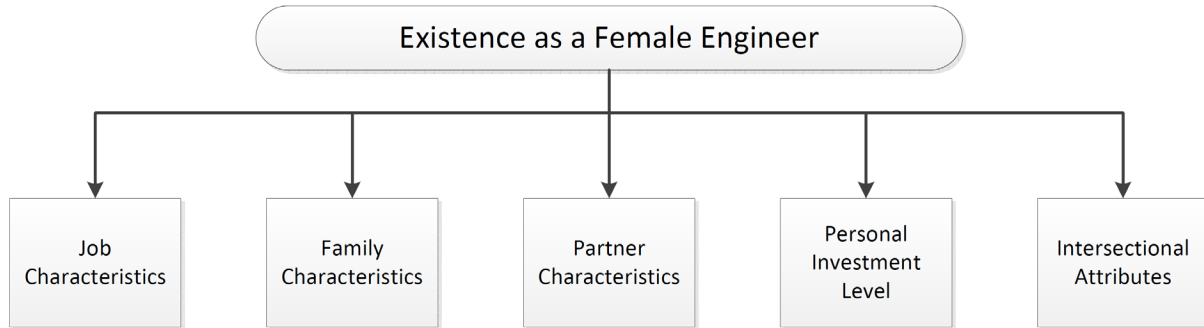 Existence as a Female Engineer
Job
Characteristics
Family
Characteristics
Partner
Characteristics
Personal
Investment
Level
Intersectional
Attributes